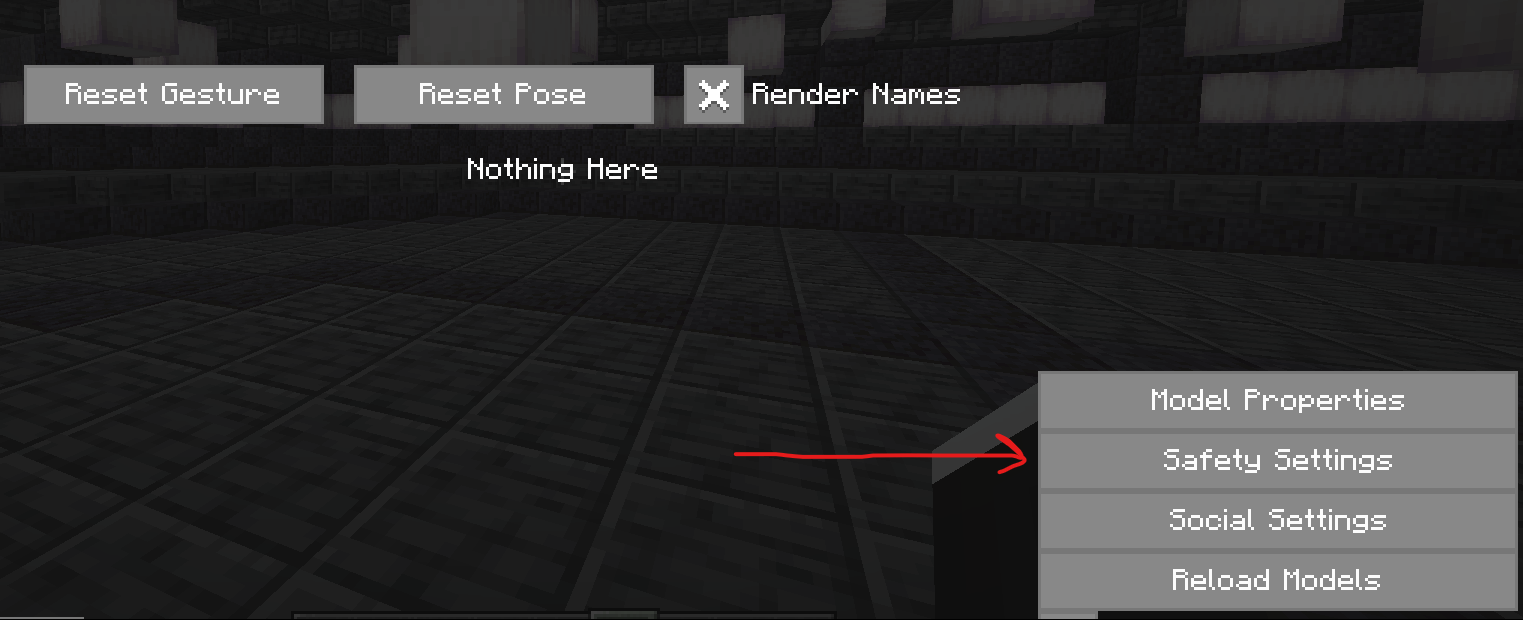 Reset Gesture
Reset Pose
Render Names
Nothing Here
Model Properties
Safety Settings
Social Settings
Reload Models